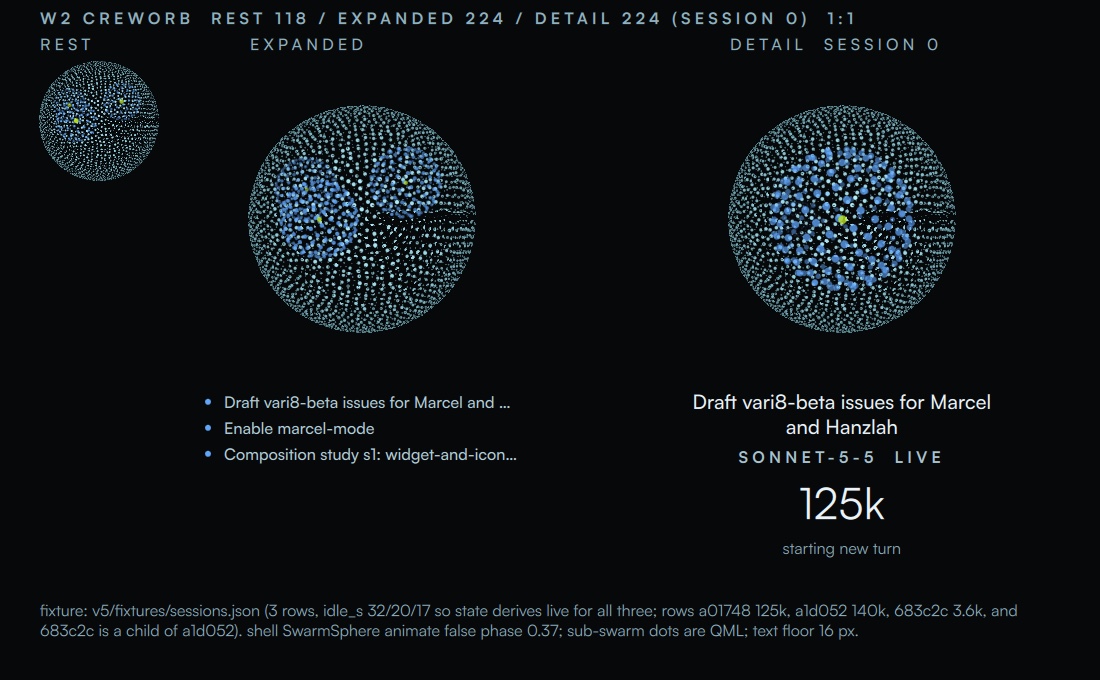 W2 CREWORB REST 118 / EXPANDED 224 / DETAIL 224 (SESSION 0) 1:1
REST EXPANDED DETAIL SESSION 0
Draft vari8-beta issues for Marcel and ...
Enable marcel-mode
Composition study s1: widget-and-icon...
Draft vari8-beta issues for Marcel
and Hanzlah
SONNET-5-5 LIVE
125k
starting new turn
fixture: v5/fixtures/sessions.json (3 rows, idle_s 32/20/17 so state derives live for all three; rows a01748 125k, a1d052 140k, 683c2c 3.6k, and
683c2c is a child of a1d052). shell SwarmSphere animate false phase 0.37; sub-swarm dots are QML; text floor 16 px.